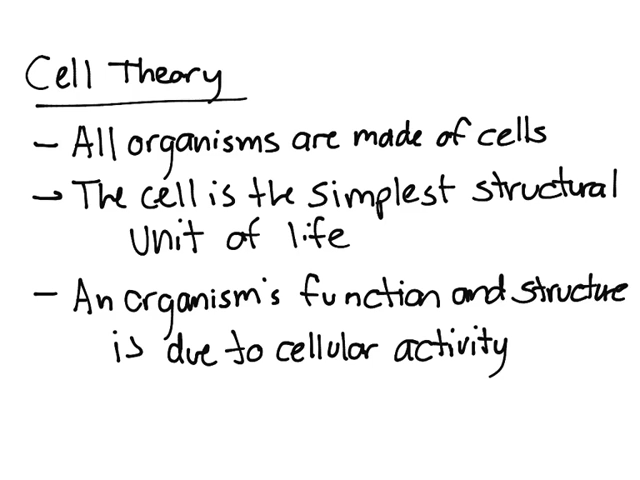 Cell Theory
- All organisms are made of cells
- The cell is the simplest structural
Unit of life
- An organism's function and structure
is due to cellular activity